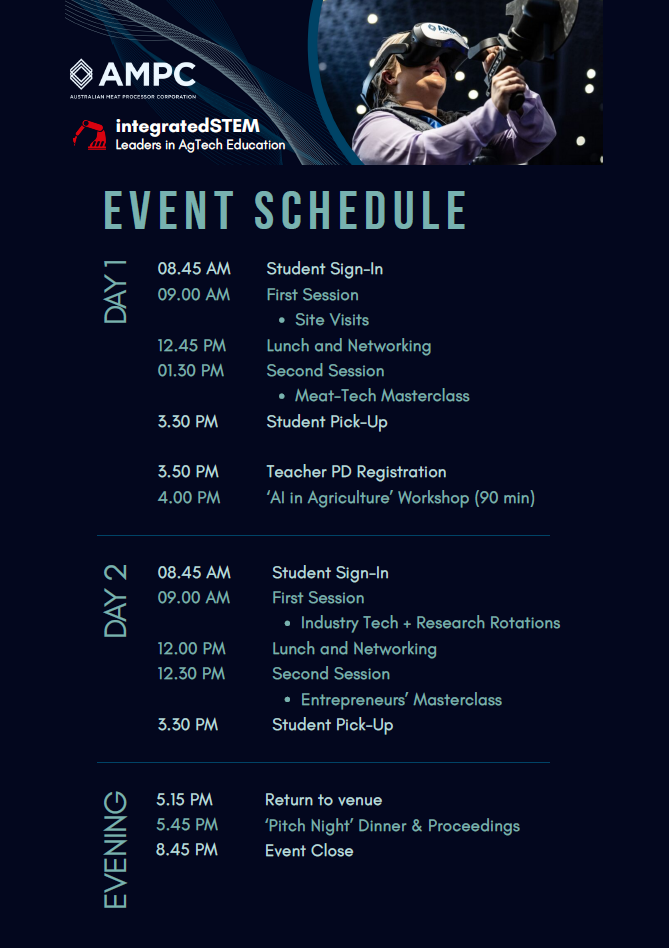 AMPC
AUSTRALIAN MEAT PROCESSOR CORPORATION
integratedSTEM
Leaders in AgTech Education
EVENT SCHEDULE
DAY 1
08.45 AM Student Sign-In
09.00 AM First Session
• Site Visits
12.45 PM Lunch and Networking
01.30 PM Second Session
• Meat-Tech Masterclass
3.30 PM Student Pick-Up
3.50 PM Teacher PD Registration
4.00 PM ‘AI in Agriculture’ Workshop (90 min)
DAY 2
08.45 AM Student Sign-In
09.00 AM First Session
• Industry Tech + Research Rotations
12.00 PM Lunch and Networking
12.30 PM Second Session
• Entrepreneurs’ Masterclass
3.30 PM Student Pick-Up
EVENING
5.15 PM Return to venue
5.45 PM ‘Pitch Night’ Dinner & Proceedings
8.45 PM Event Close